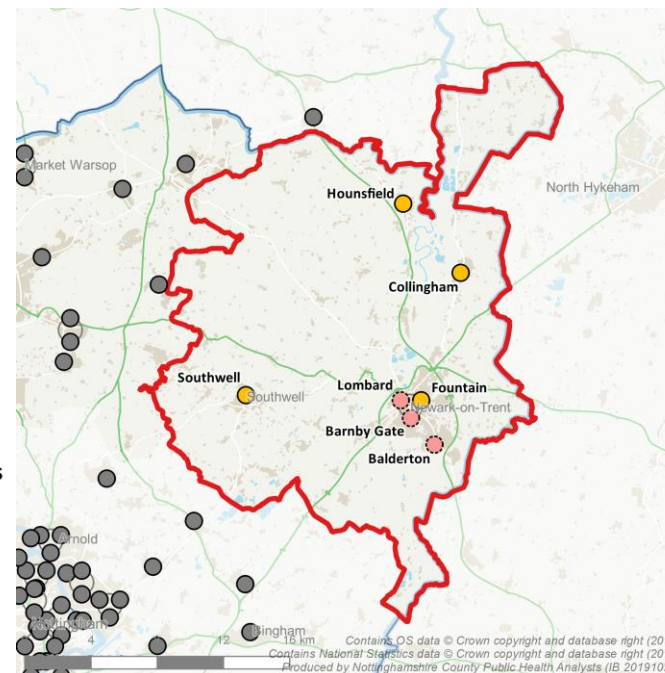 Market Warsop
Hounsfield
North Hykeham
Collingham
Southwell
Southwell
Lombard
Fountain
Newark-on-Trent
Barnby Gate
Balderton
s
Arnold
Nottingham
Bingham
4
12
16 km
Contains OS data © Crown copyright and database right (20
Contains National Statistics data © Crown copyright and database right (20
Produced by Nottinghamshire County Public Health Analysts (IB 201910